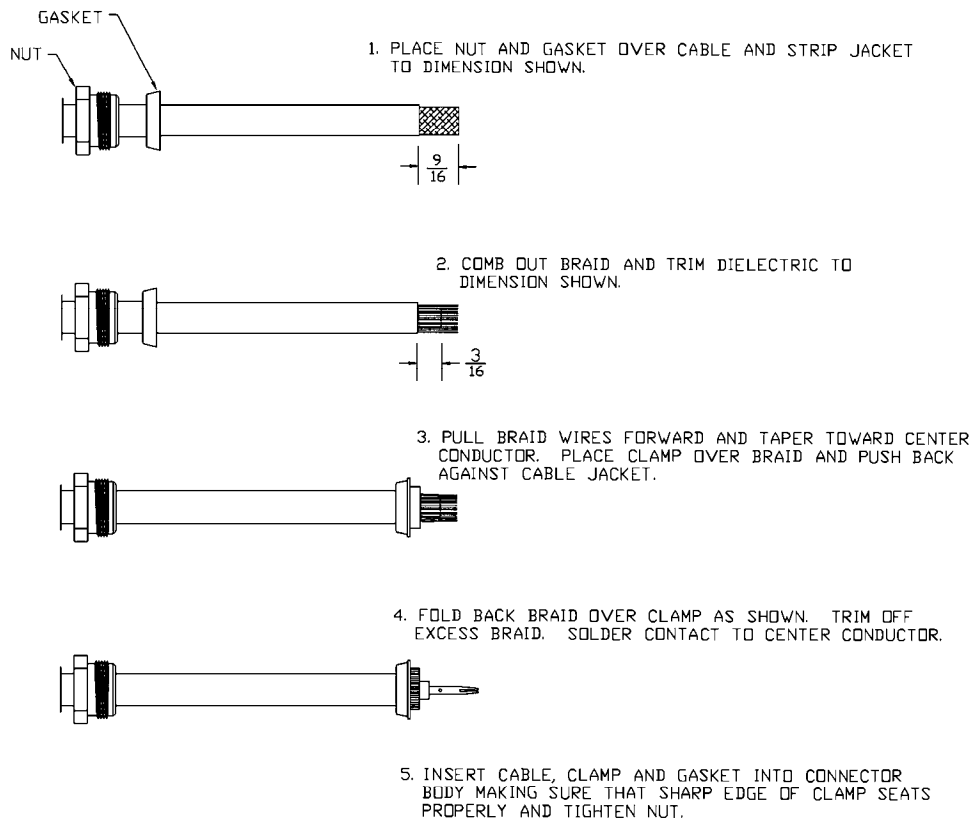 GASKET
NUT
1. PLACE NUT AND GASKET OVER CABLE AND STRIP JACKET
TO DIMENSION SHOWN.
9
16
2. COMB OUT BRAID AND TRIM DIELECTRIC TO
DIMENSION SHOWN.
3
16
3. PULL BRAID WIRES FORWARD AND TAPER TOWARD CENTER
CONDUCTOR. PLACE CLAMP OVER BRAID AND PUSH BACK
AGAINST CABLE JACKET.
4. FOLD BACK BRAID OVER CLAMP AS SHOWN. TRIM OFF
EXCESS BRAID. SOLDER CONTACT TO CENTER CONDUCTOR.
5. INSERT CABLE, CLAMP AND GASKET INTO CONNECTOR
BODY MAKING SURE THAT SHARP EDGE OF CLAMP SEATS
PROPERLY AND TIGHTEN NUT.